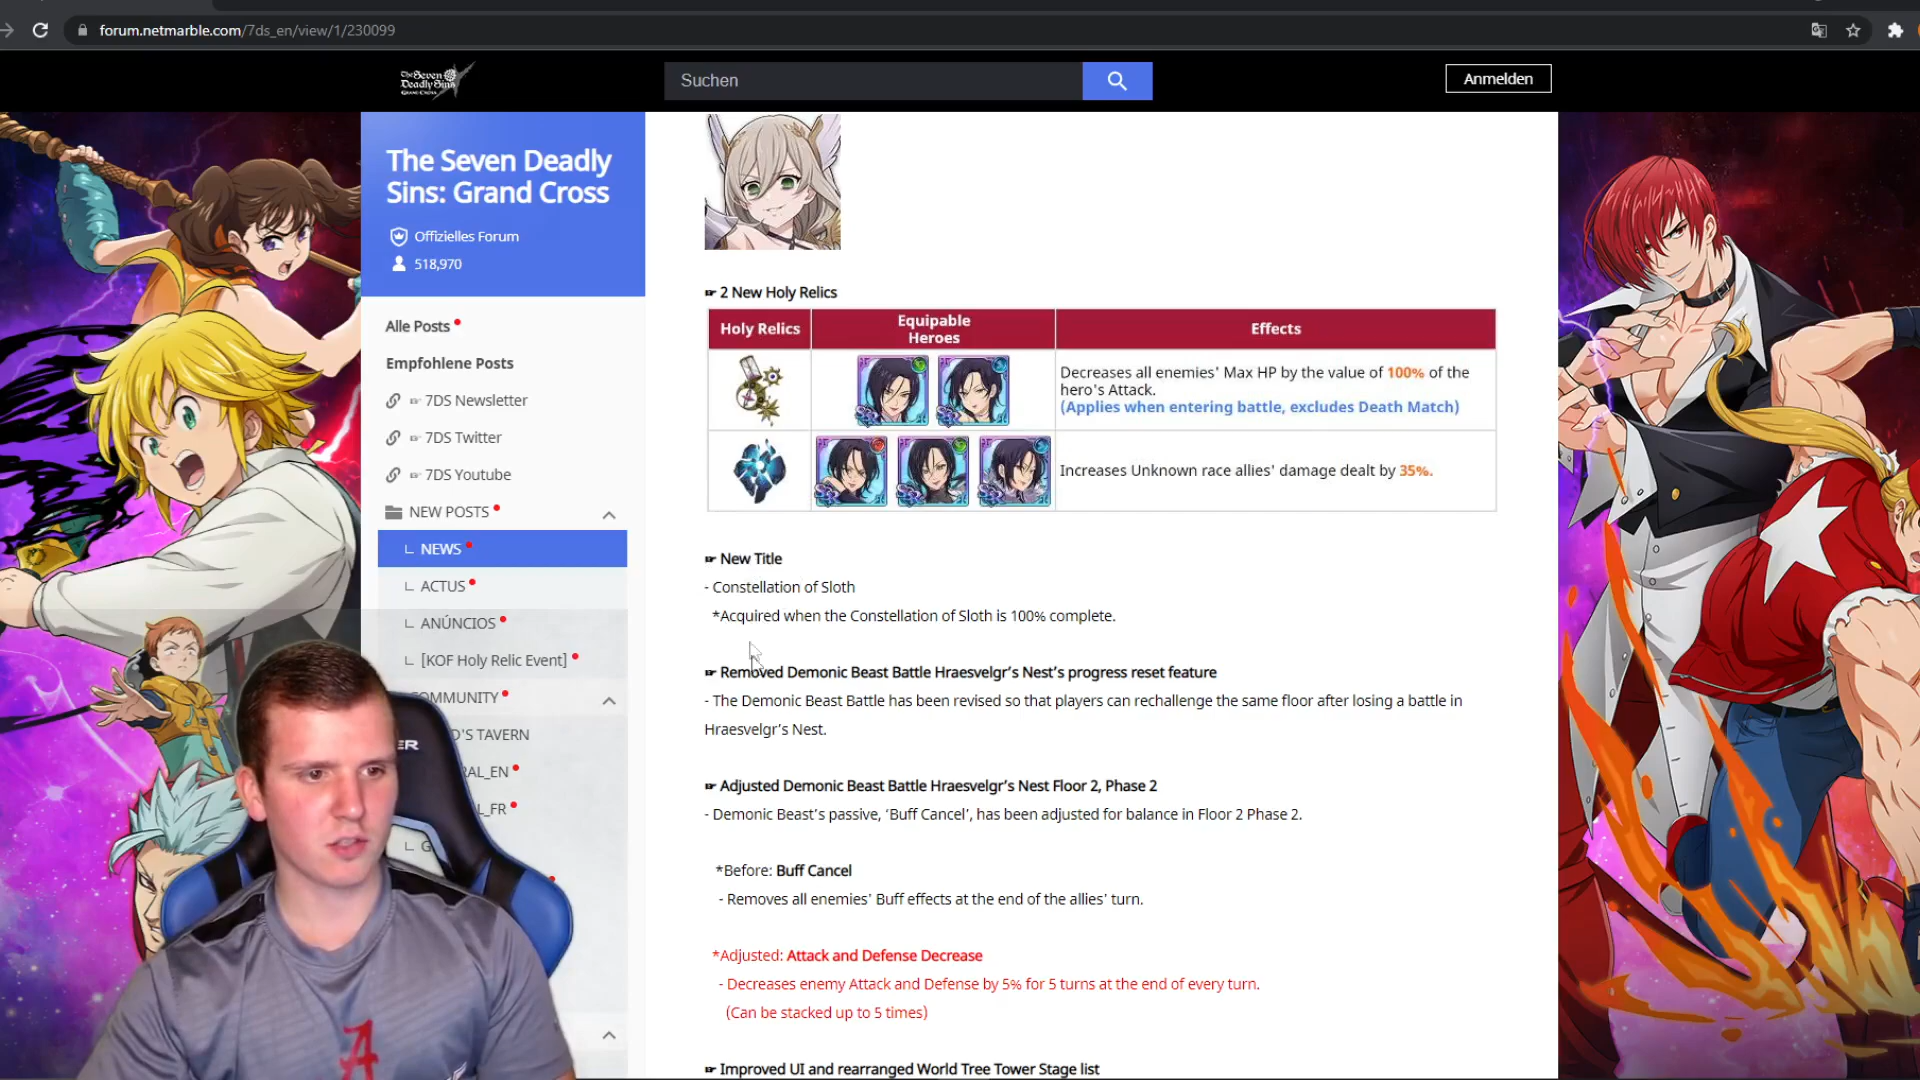 forum.netmarble.com/7ds_en/view/1/230099
The Seven
Deadly Sins
GRAND CROSS
Suchen
Anmelden
The Seven Deadly
Sins: Grand Cross
Offizielles Forum
518,970
Alle Posts
Empfohlene Posts
☞ 7DS Newsletter
☞ 7DS Twitter
☞ 7DS Youtube
NEW POSTS
NEWS
ACTUS
ANÚNCIOS
[KOF Holy Relic Event]
OMMUNITY
'S TAVERN
RAL_EN
L_FR
G
ER
☞ 2 New Holy Relics
Holy Relics
Equipable
Heroes
Effects
Decreases all enemies' Max HP by the value of 100% of the
hero's Attack.
(Applies when entering battle, excludes Death Match)
Increases Unknown race allies' damage dealt by 35%.
☞ New Title
- Constellation of Sloth
*Acquired when the Constellation of Sloth is 100% complete.
☞ Removed Demonic Beast Battle Hraesvelgr's Nest's progress reset feature
- The Demonic Beast Battle has been revised so that players can rechallenge the same floor after losing a battle in
Hraesvelgr's Nest.
☞ Adjusted Demonic Beast Battle Hraesvelgr's Nest Floor 2, Phase 2
- Demonic Beast's passive, 'Buff Cancel', has been adjusted for balance in Floor 2 Phase 2.
*Before: Buff Cancel
- Removes all enemies' Buff effects at the end of the allies' turn.
*Adjusted: Attack and Defense Decrease
- Decreases enemy Attack and Defense by 5% for 5 turns at the end of every turn.
(Can be stacked up to 5 times)
☞ Improved UI and rearranged World Tree Tower Stage list